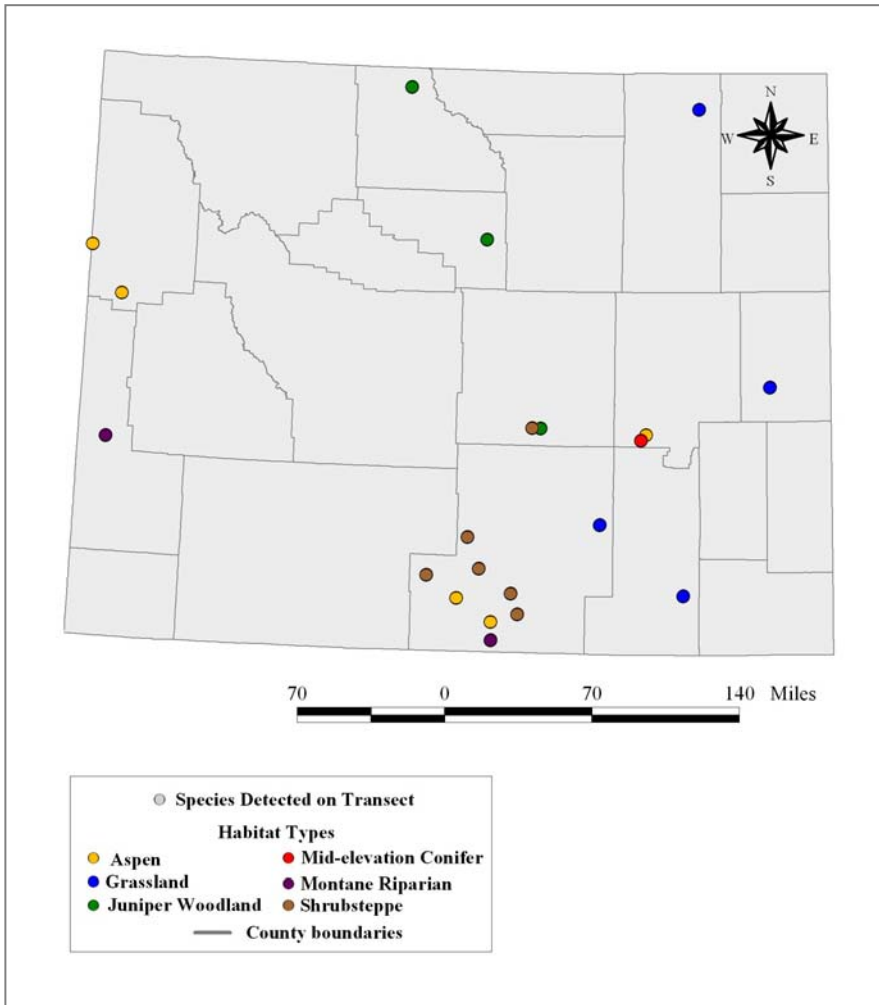 N
W E
S
70 0 70 140 Miles
Species Detected on Transect
Habitat Types
Aspen Mid-elevation Conifer
Grassland Montane Riparian
Juniper Woodland Shrubsteppe
County boundaries